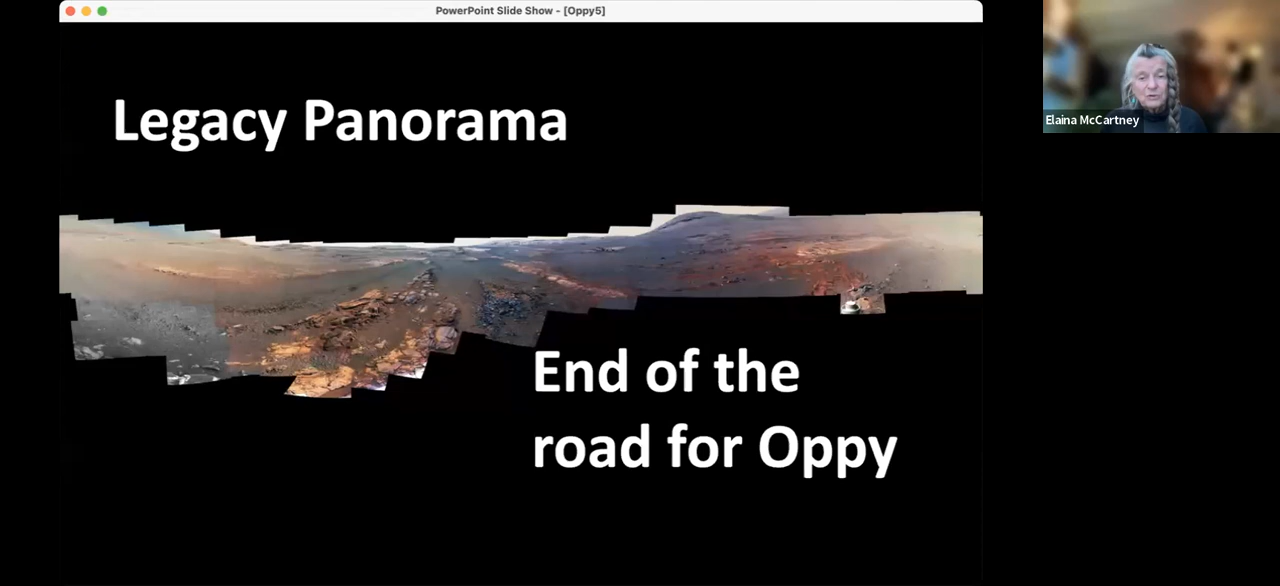 PowerPoint Slide Show - [Oppy5]
Legacy Panorama
End of the
road for Oppy
Elaina McCartney